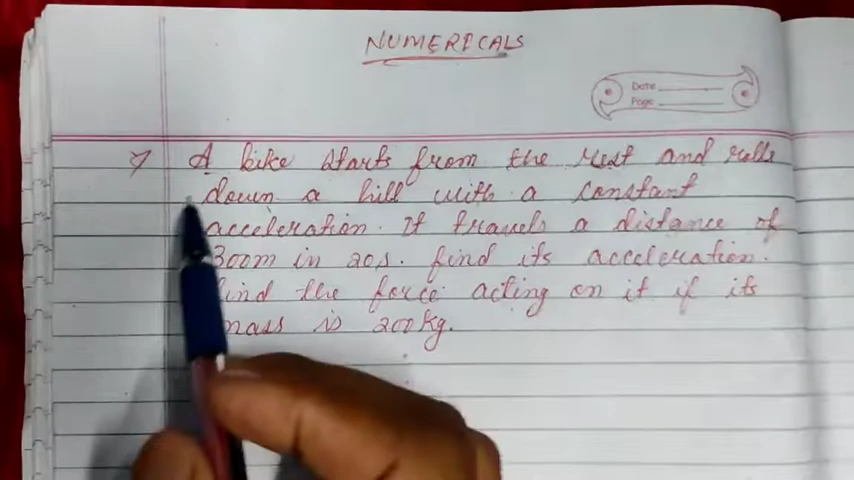 NUMERICALS
Date
Page
A bike starts from the rest and rolls
down a hill with a constant
acceleration. It travels a distance of
300m in 20s. find its acceleration.
find the force acting on it if its
mass is 200kg.